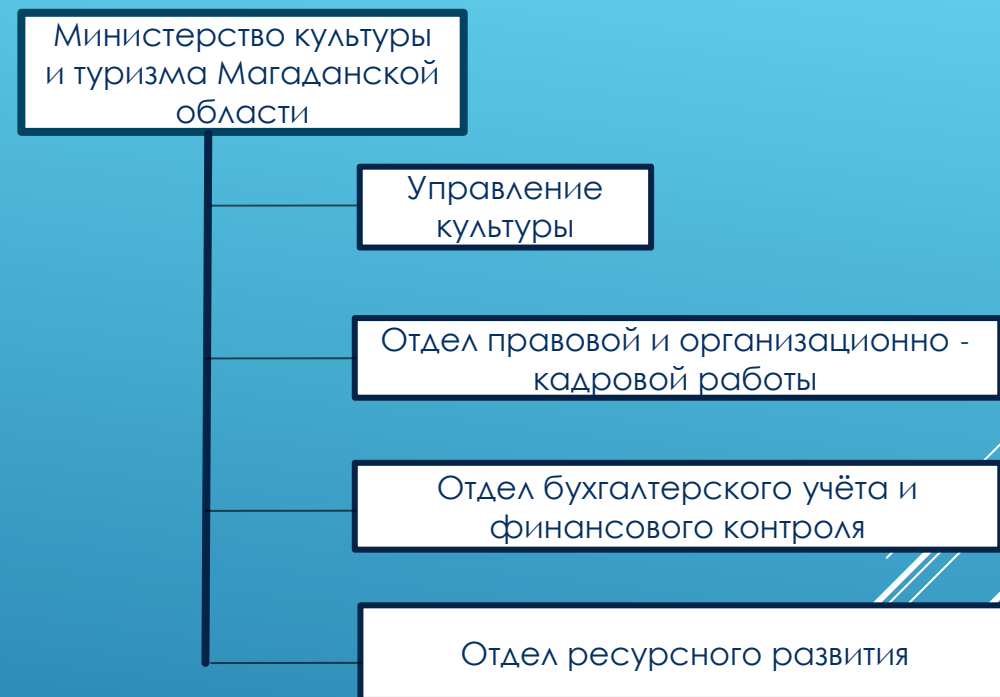 Министерство культуры
и туризма Магаданской
области
Управление
культуры
Отдел правовой и организационно -
кадровой работы
Отдел бухгалтерского учёта и
финансового контроля
Отдел ресурсного развития